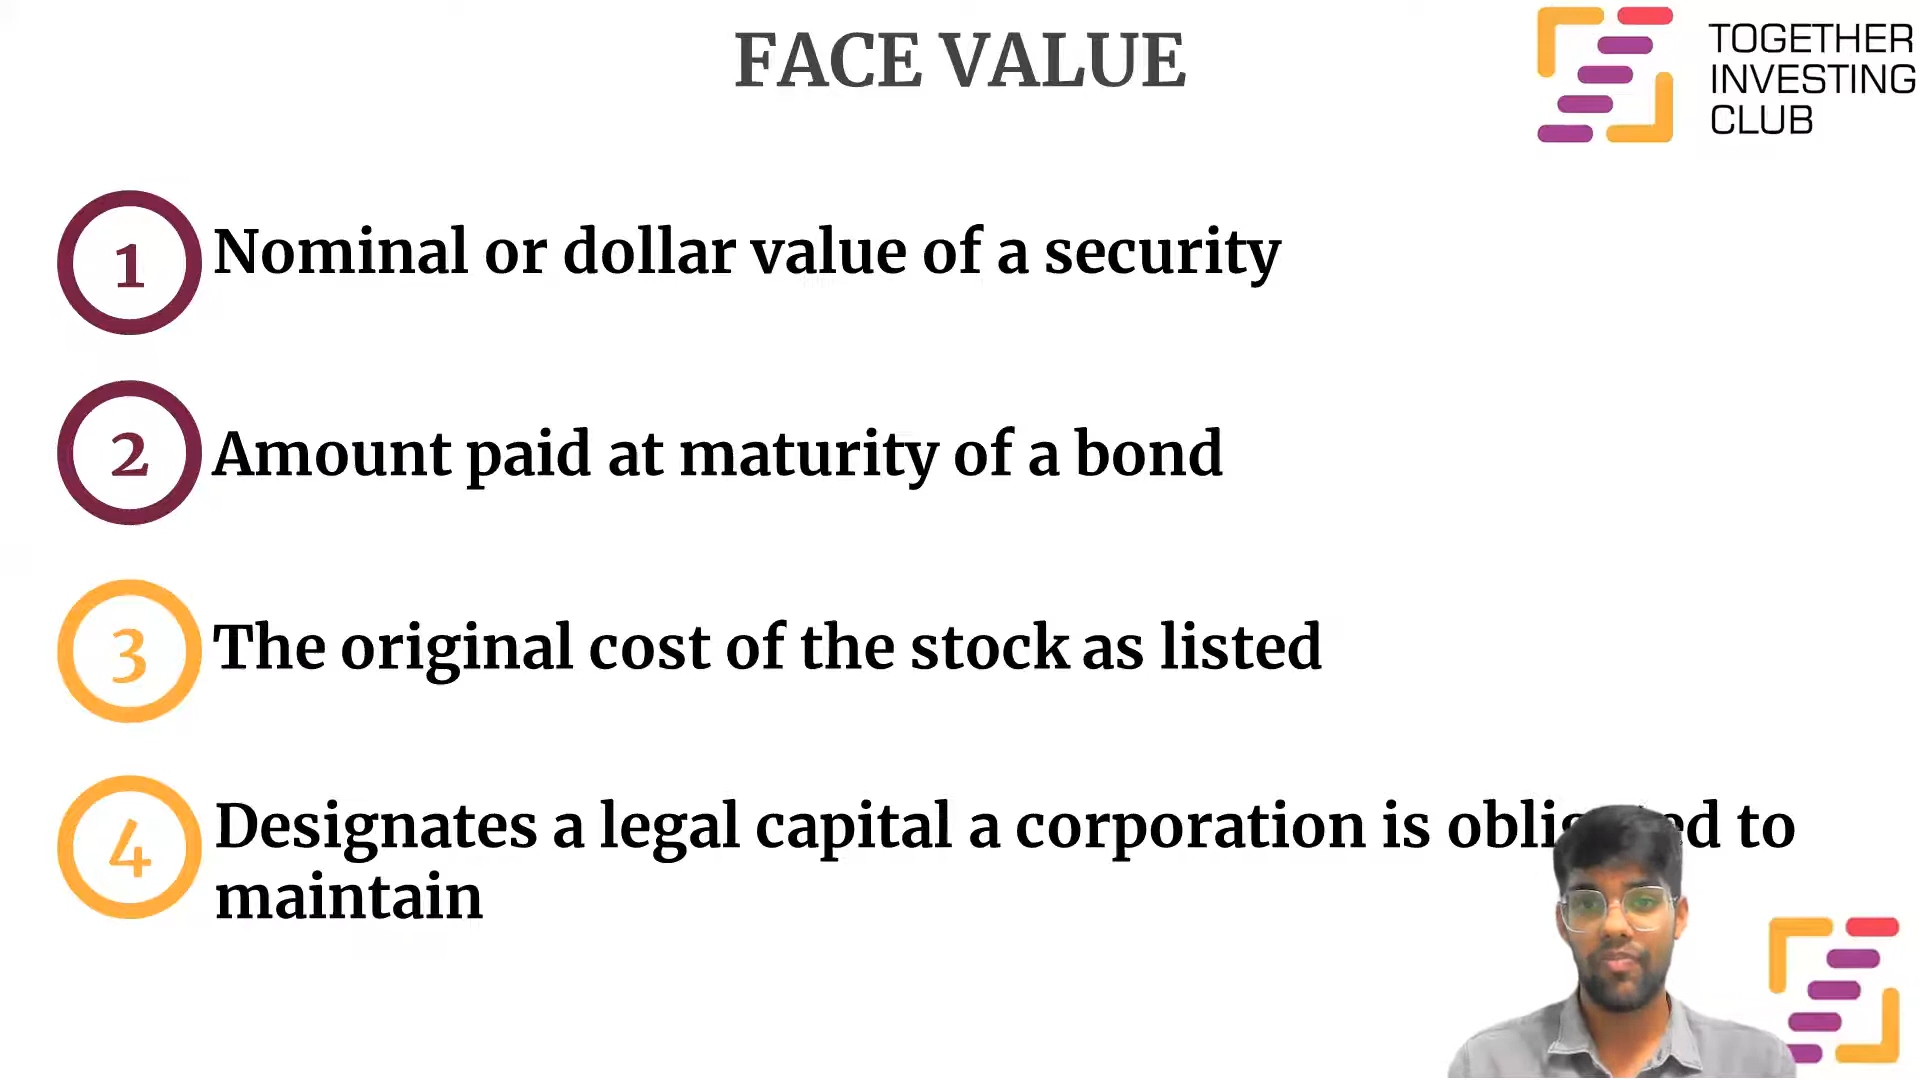 FACE VALUE
TOGETHER
INVESTING
CLUB
1
Nominal or dollar value of a security
2
Amount paid at maturity of a bond
3
The original cost of the stock as listed
4
Designates a legal capital a corporation is to
maintain